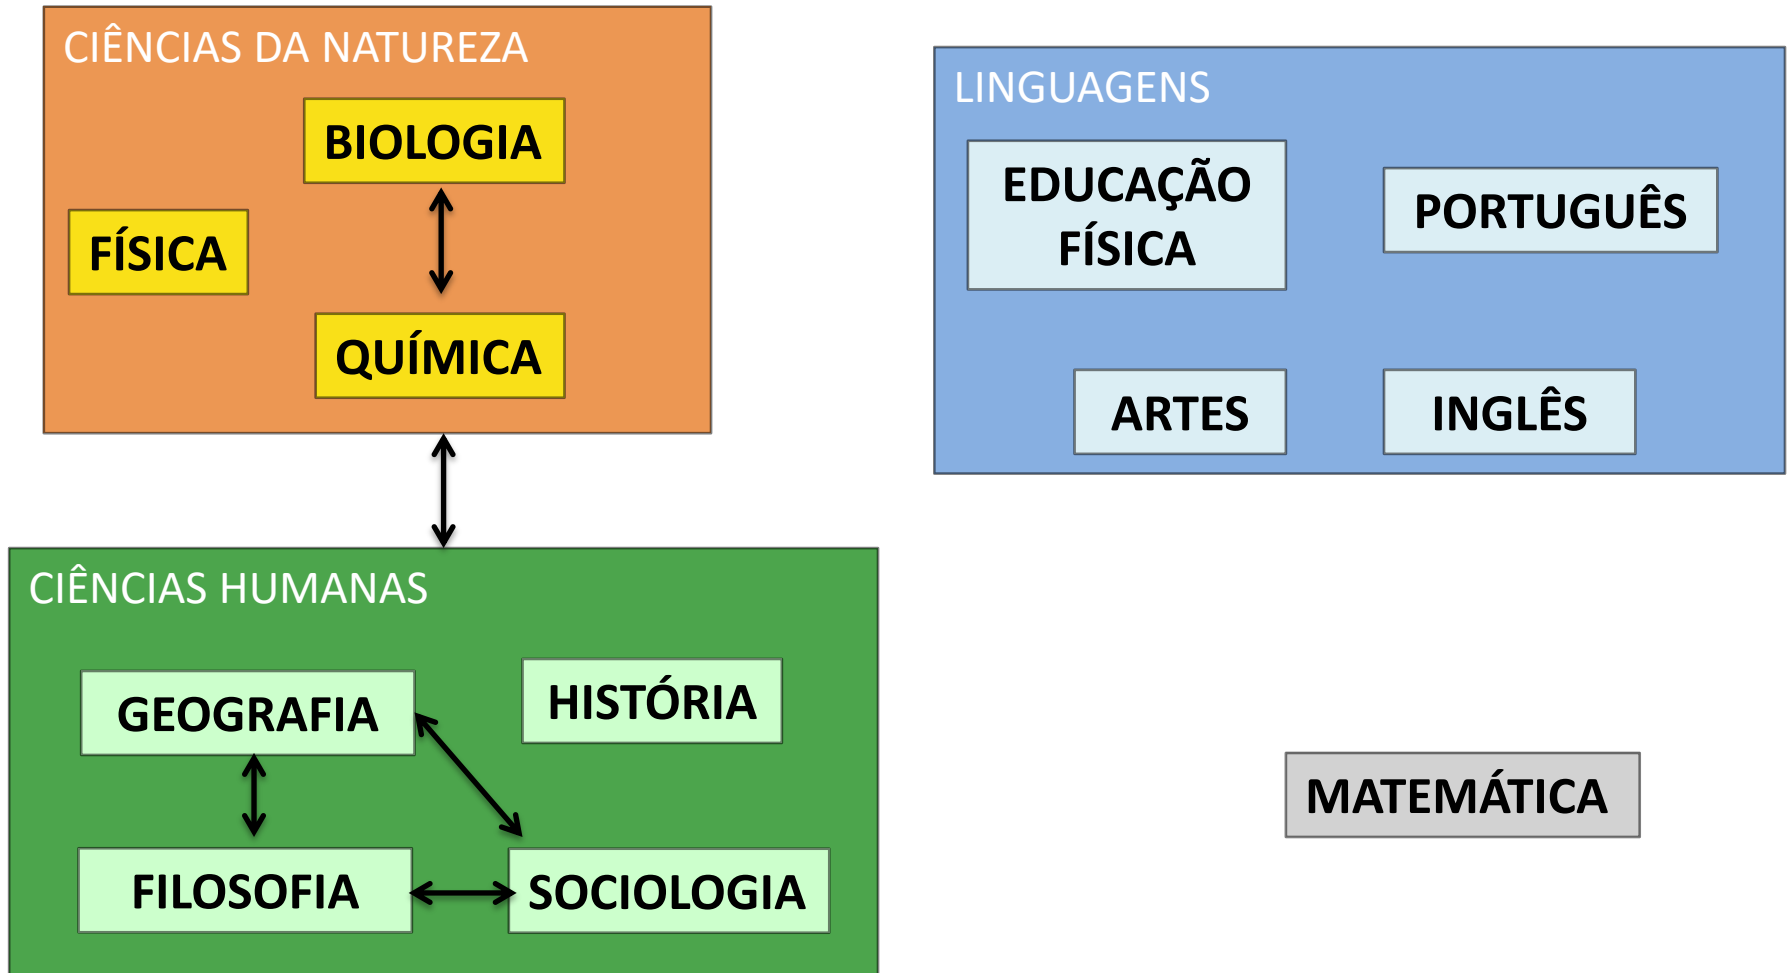 CIÊNCIAS DA NATUREZA
BIOLOGIA
FÍSICA
QUÍMICA
LINGUAGENS
EDUCAÇÃO
FÍSICA
PORTUGUÊS
ARTES
INGLÊS
CIÊNCIAS HUMANAS
GEOGRAFIA
HISTÓRIA
FILOSOFIA
SOCIOLOGIA
MATEMÁTICA